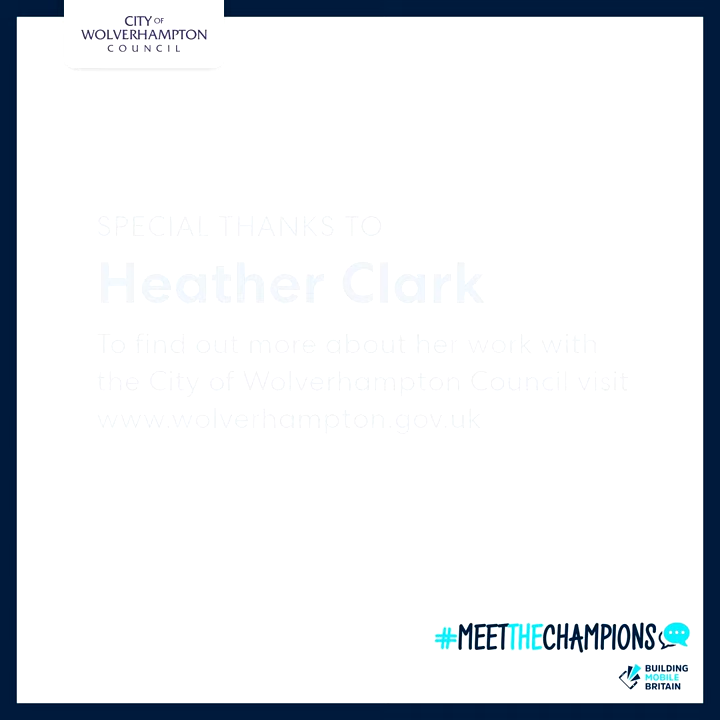 CITY OF
WOLVERHAMPTON
COUNCIL
SPECIAL THANKS TO
Heather Clark
To find out more about her work with
the City of Wolverhampton Council visit
www.wolverhampton.gov.uk
#MEETTHECHAMPIONS
BUILDING
MOBILE
BRITAIN